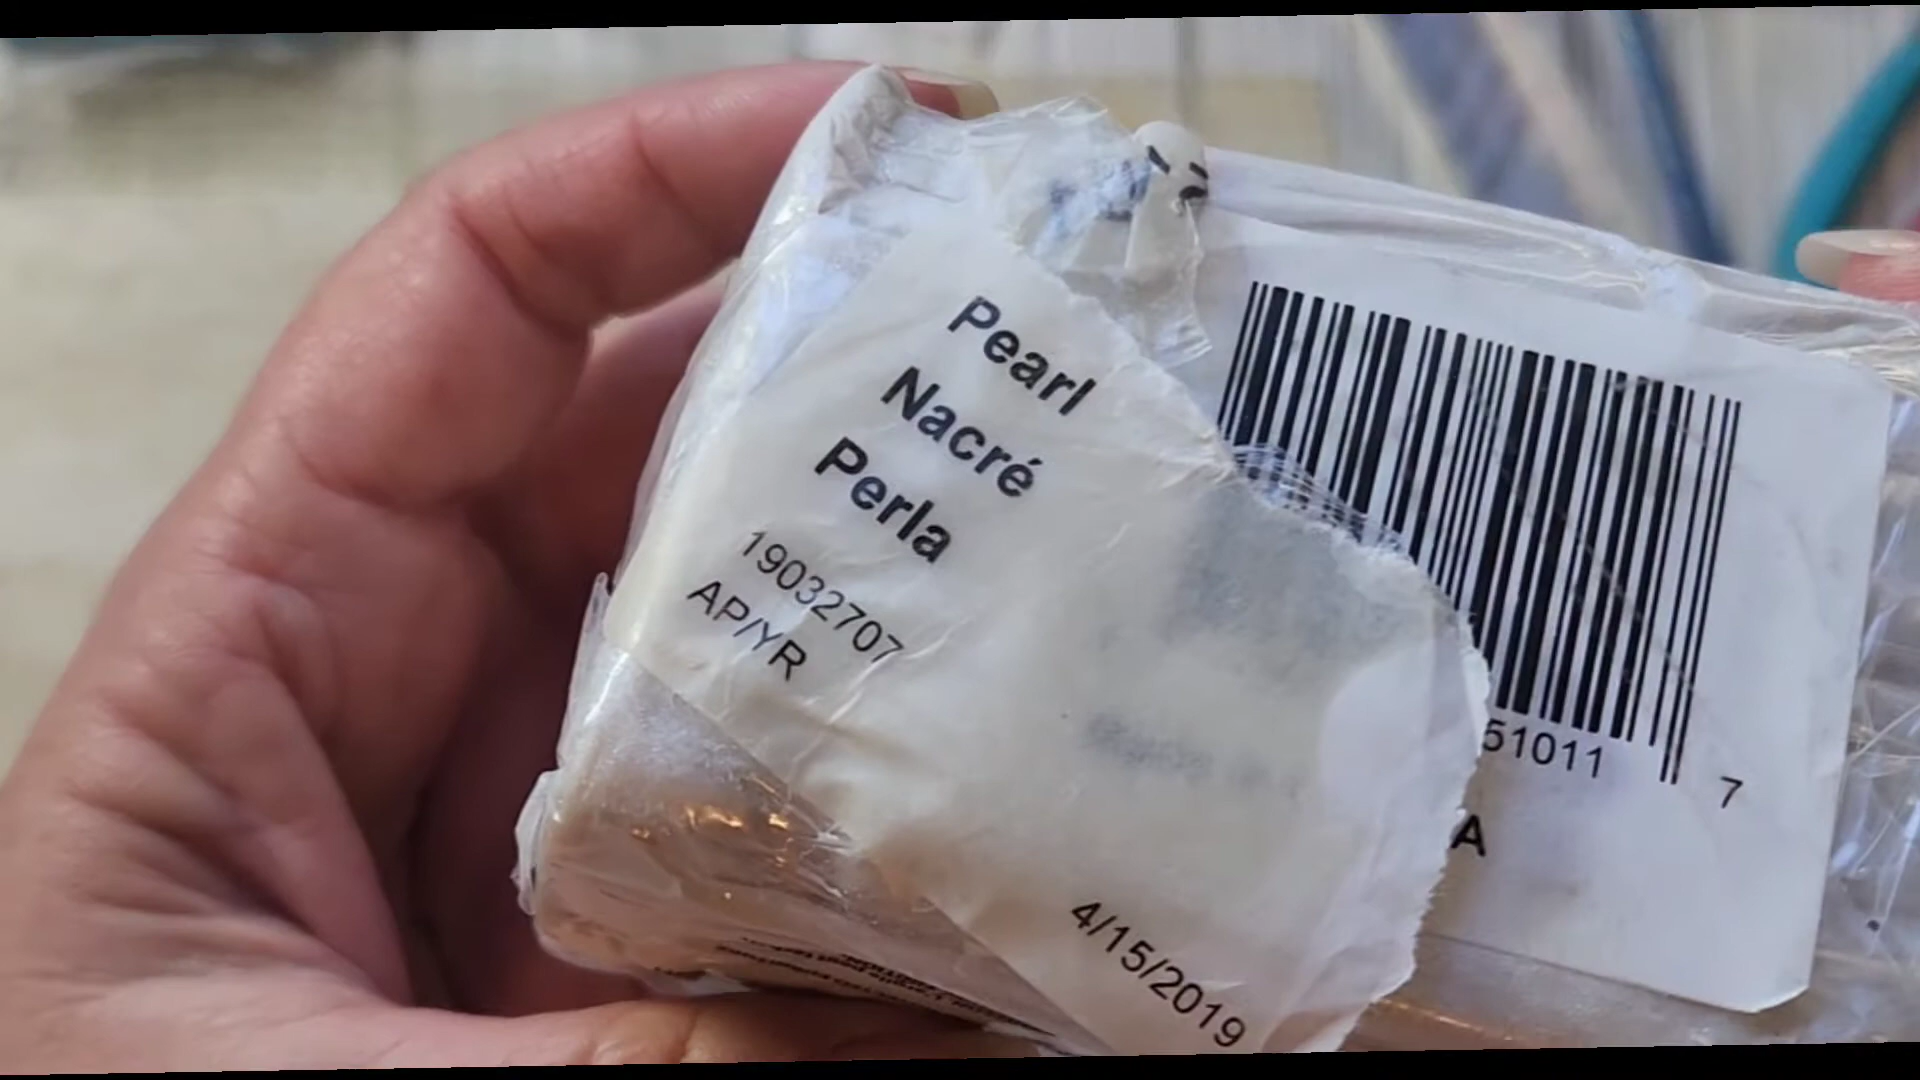 Pearl
Nacré
Perla
19032707
AP/YR
4/15/2019
51011 7
A